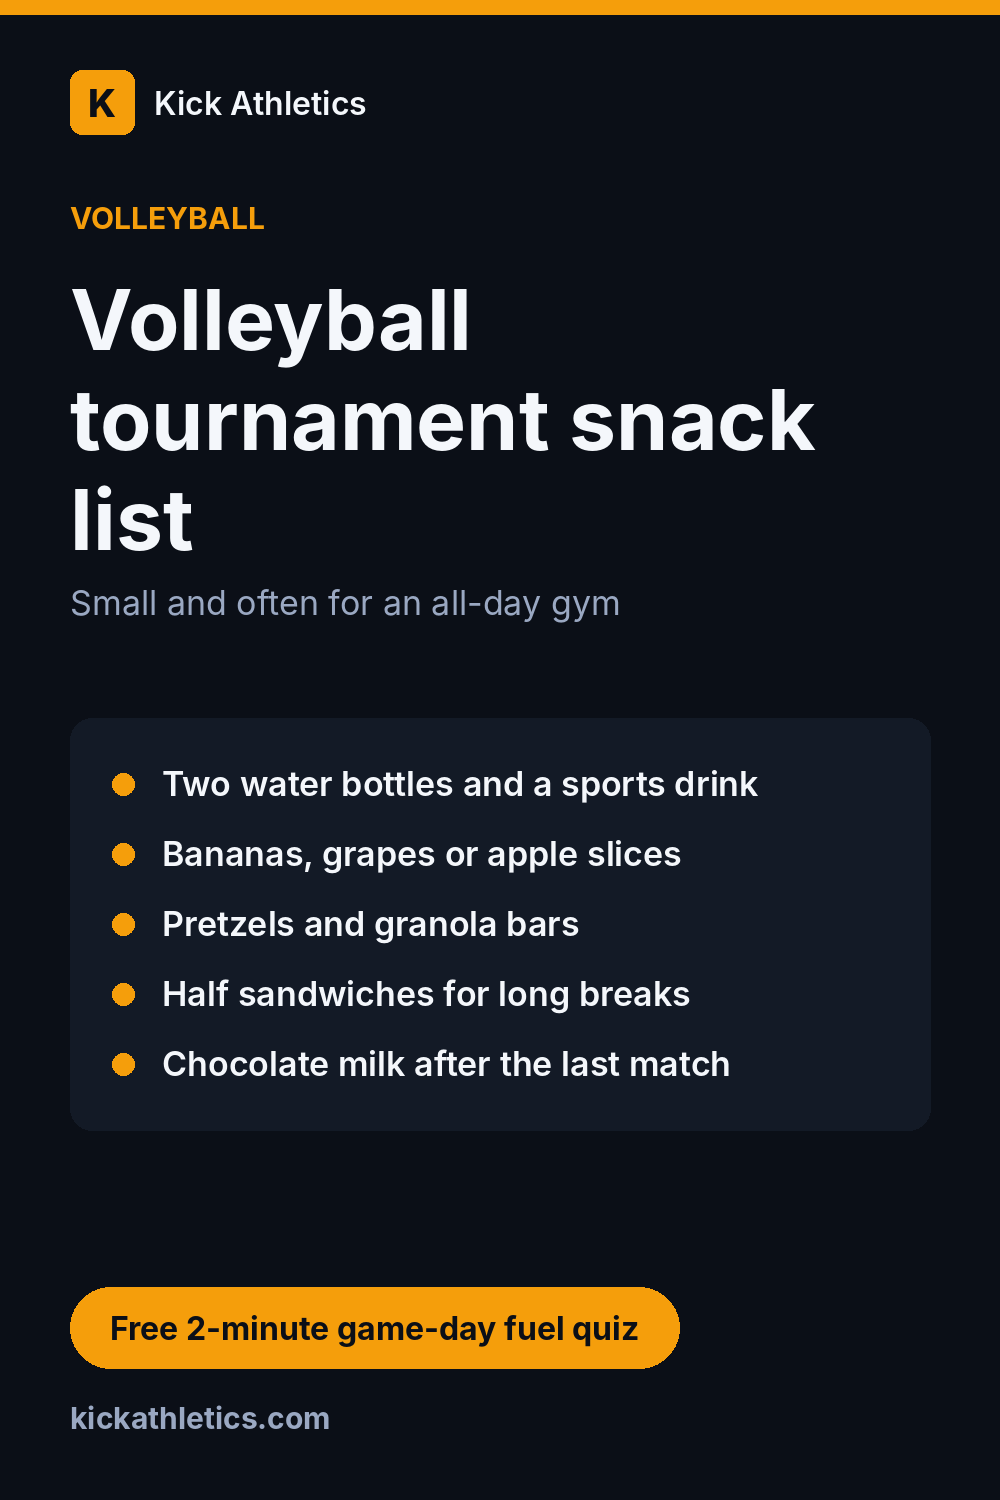 K
Kick Athletics
VOLLEYBALL
Volleyball
tournament snack
list
Small and often for an all-day gym
Two water bottles and a sports drink
Bananas, grapes or apple slices
Pretzels and granola bars
Half sandwiches for long breaks
Chocolate milk after the last match
Free 2-minute game-day fuel quiz
kickathletics.com